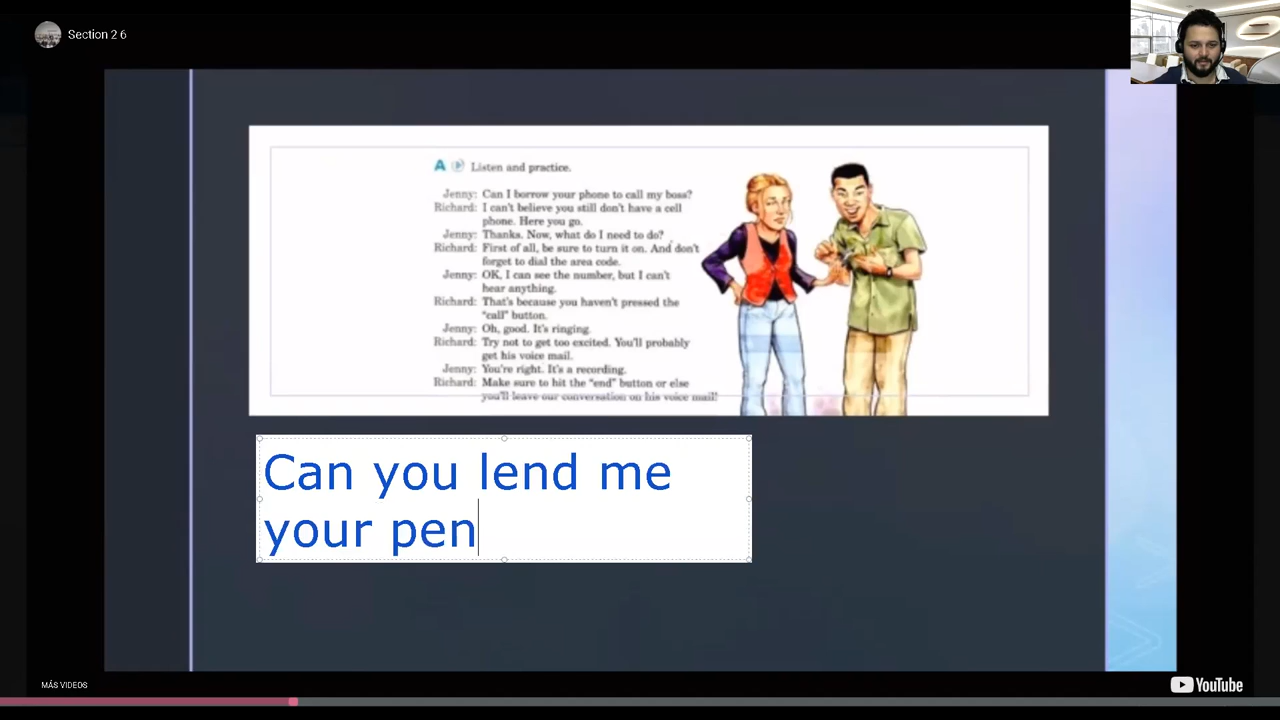 Section 2 6
A Listen and practice.
Jenny: Can I borrow your phone to call my boss?
Richard: I can't believe you still don't have a cell
phone. Here you go.
Jenny: Thanks. Now, what do I need to do?
Richard: First of all, be sure to turn it on. And don't
forget to dial the area code.
Jenny: OK, I can see the number, but I can't
hear anything.
Richard: That's because you haven't pressed the
"call" button.
Jenny: Oh, good. It's ringing.
Richard: Try not to get too excited. You'll probably
get his voice mail.
Jenny: You're right. It's a recording.
Richard: Make sure to hit the "end" button or else
you'll leave our conversation on his voice mail!
Can you lend me
your pen
MÁS VIDEOS
YouTube